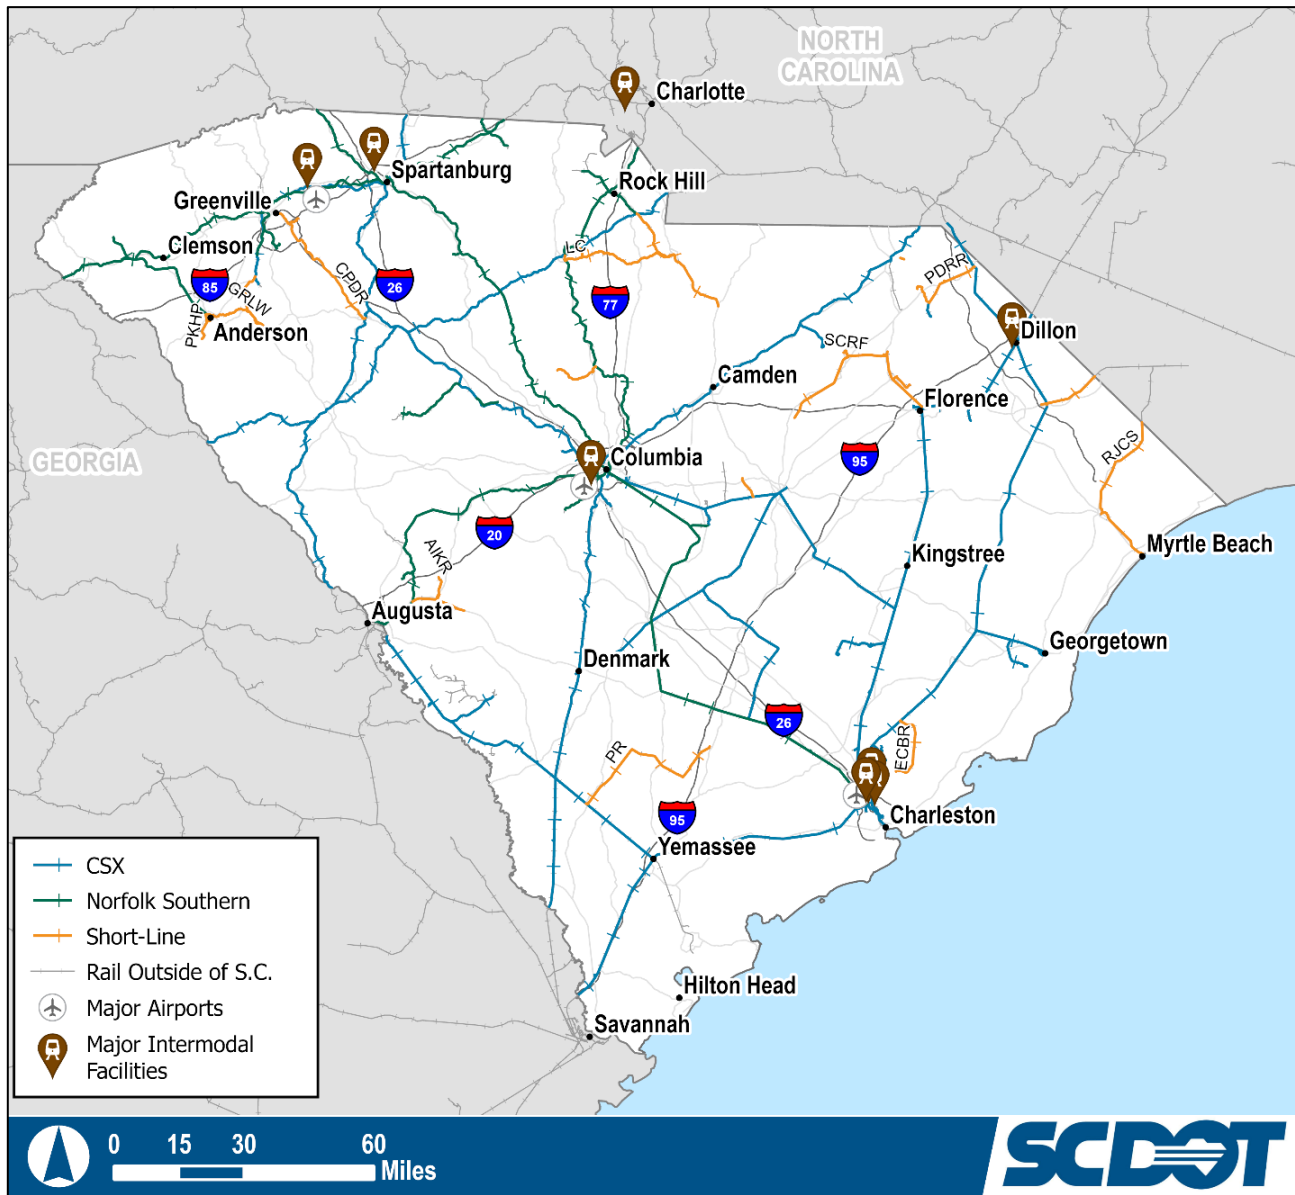 NORTH
CAROLINA
Charlotte
Spartanburg
Rock Hill
Greenville
Clemson
LC
PDRR
85
GRLW
CPDR
26
77
PKHP
Anderson
Dillon
SCRF
Camden
Florence
GEORGIA
Columbia
95
RJCS
20
AIKR
Myrtle Beach
Kingstree
Augusta
Georgetown
Denmark
26
PR
ECBR
95
Charleston
Yemassee
CSX
Norfolk Southern
Short-Line
Rail Outside of S.C.
Major Airports
Major Intermodal
Facilities
Hilton Head
Savannah
0 15 30 60
Miles
SCDOT